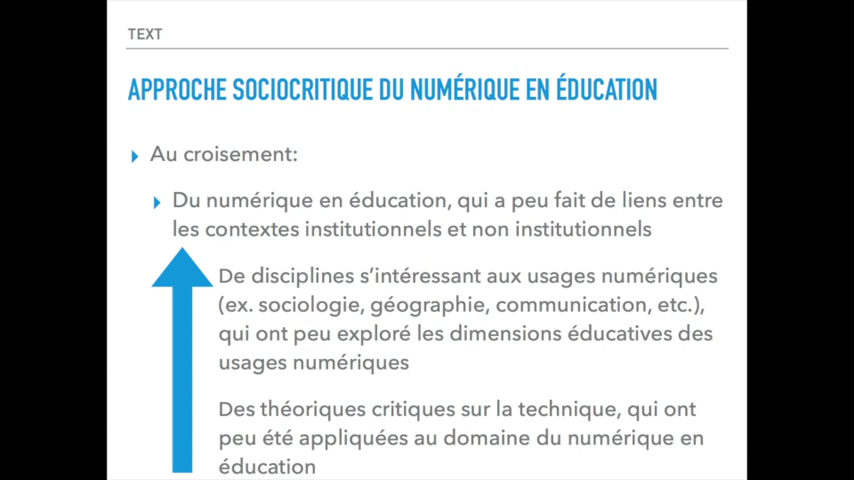 TEXT
APPROCHE SOCIOCRITIQUE DU NUMÉRIQUE EN ÉDUCATION
Au croisement:
Du numérique en éducation, qui a peu fait de liens entre
les contextes institutionnels et non institutionnels
De disciplines s’intéressant aux usages numériques
(ex. sociologie, géographie, communication, etc.),
qui ont peu exploré les dimensions éducatives des
usages numériques
Des théoriques critiques sur la technique, qui ont
peu été appliquées au domaine du numérique en
éducation